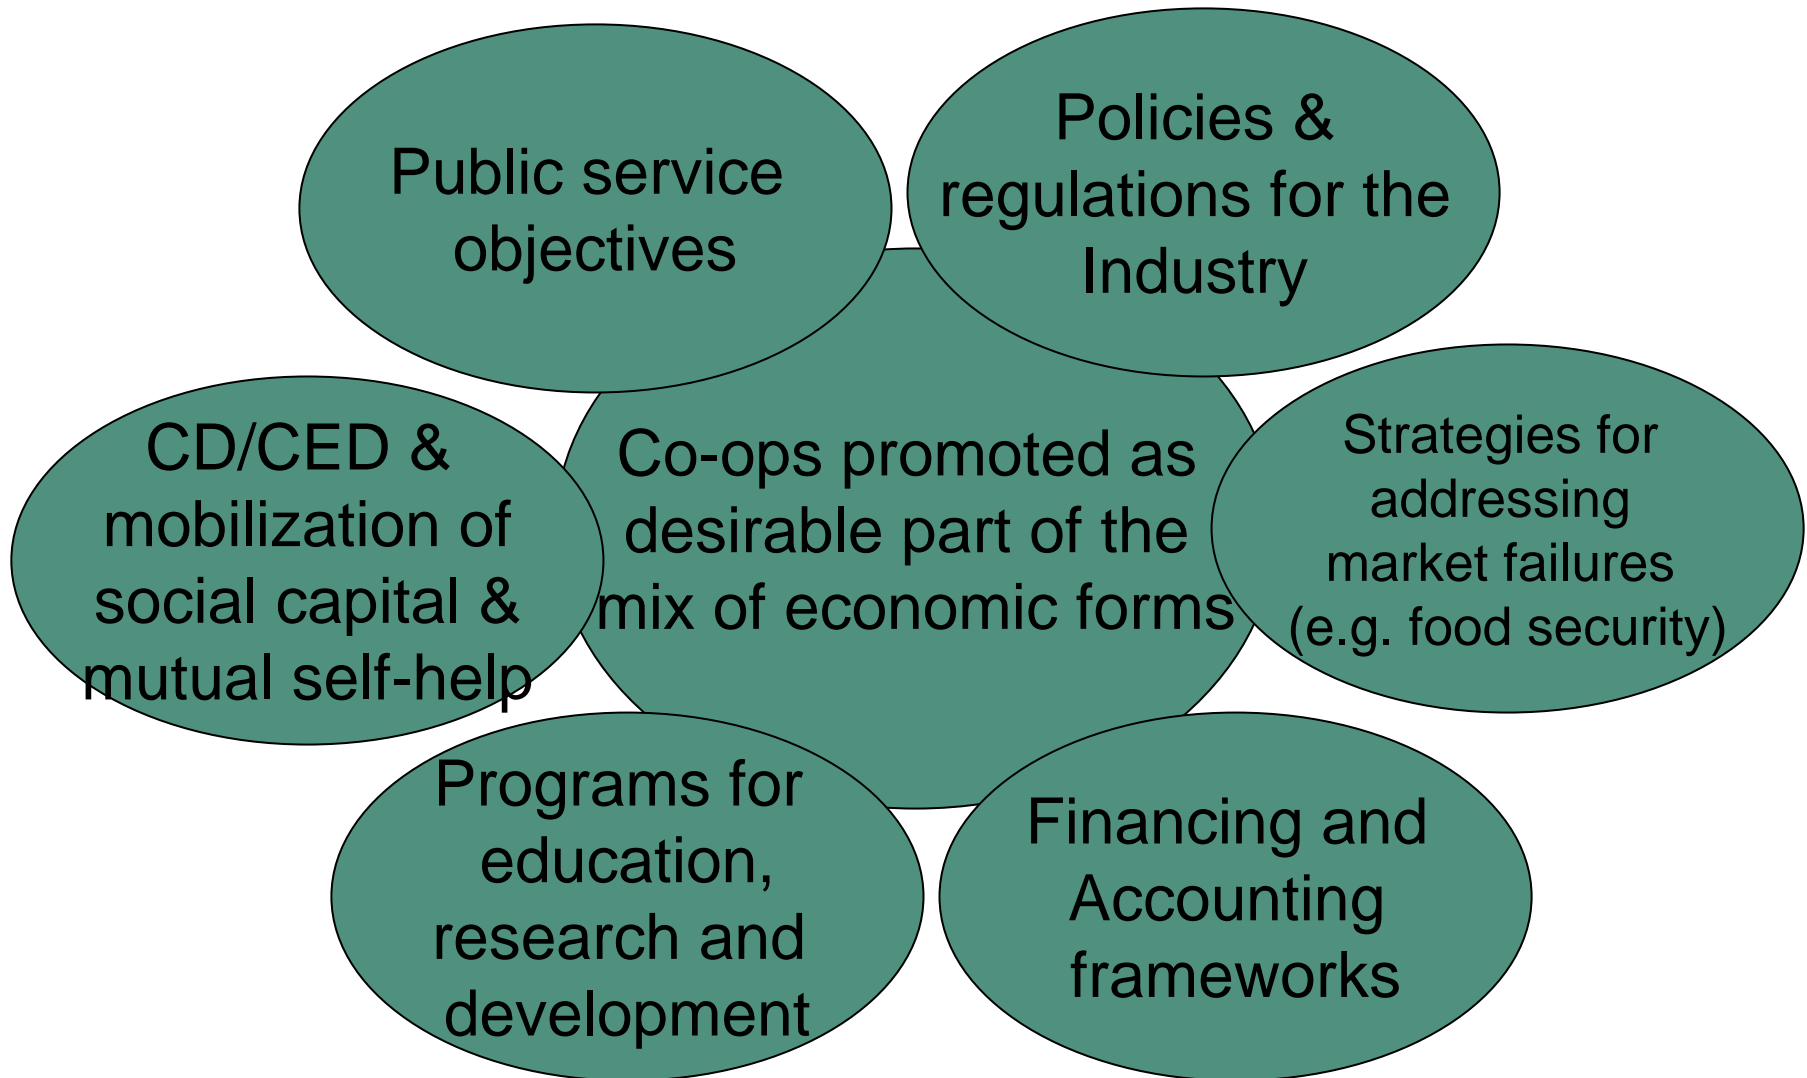 Public service
objectives
Policies &
regulations for the
Industry
CD/CED &
mobilization of
social capital &
mutual self-help
Co-ops promoted as
desirable part of the
mix of economic forms
Strategies for
addressing
market failures
(e.g. food security)
Programs for
education,
research and
development
Financing and
Accounting
frameworks